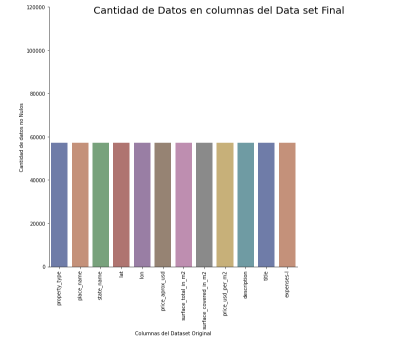 Cantidad de Datos en columnas del Data set Final
120000
100000
80000
60000
40000
20000
0
Cantidad de datos no Nulos
property_type
place_name
state_name
lat
lon
price_aprox_usd
surface_total_in_m2
surface_covered_in_m2
price_usd_per_m2
description
title
expenses-l
Columnas del Dataset Original